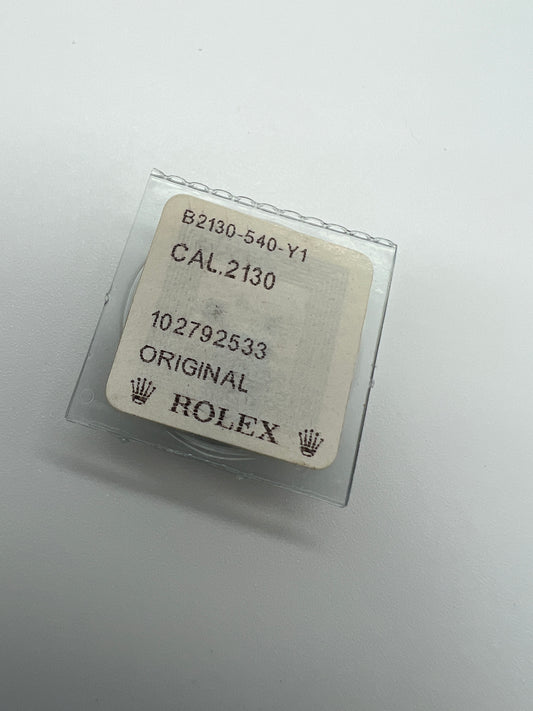 B2130-540-Y1
CAL.2130
102792533
ORIGINAL
ROLEX